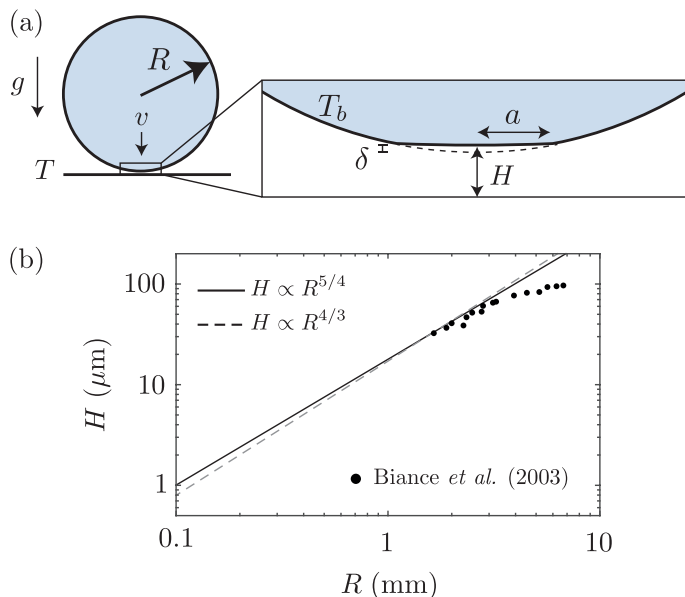 (a)
g
R
v
T
T_b
a
δ
H
(b)
H (μm)
100
10
1
H ∝ R^{5/4}
H ∝ R^{4/3}
Biance et al. (2003)
0.1
1
10
R (mm)